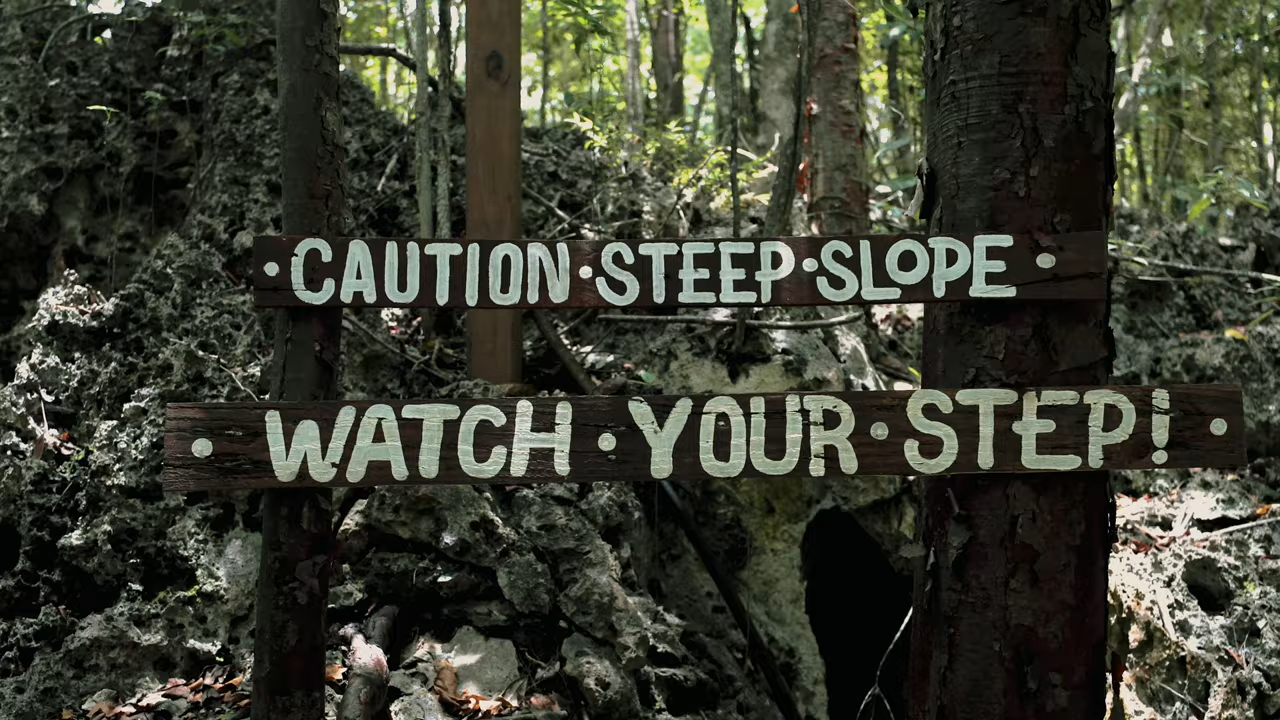 • CAUTION • STEEP • SLOPE •
• WATCH • YOUR • STEP! •